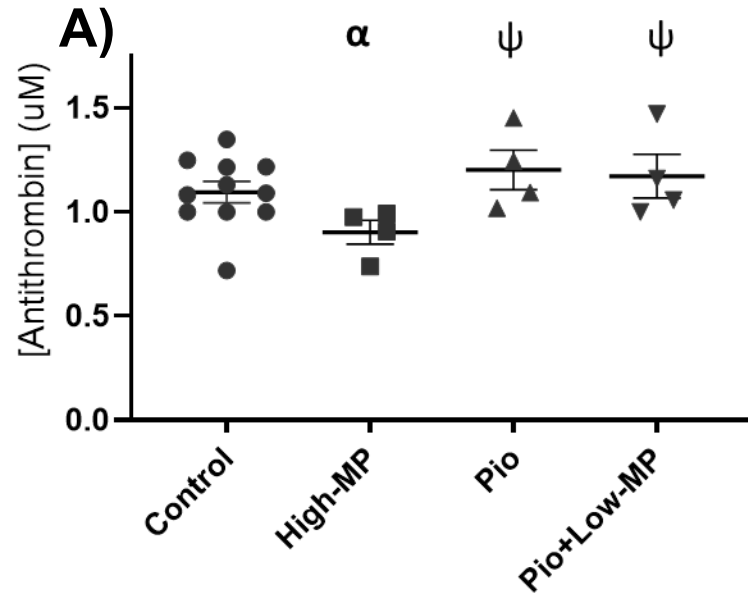 A)
α ψ ψ
[Antithrombin] (uM)
1.5
1.0
0.5
0.0
Control
High-MP
Pio
Pio+Low-MP